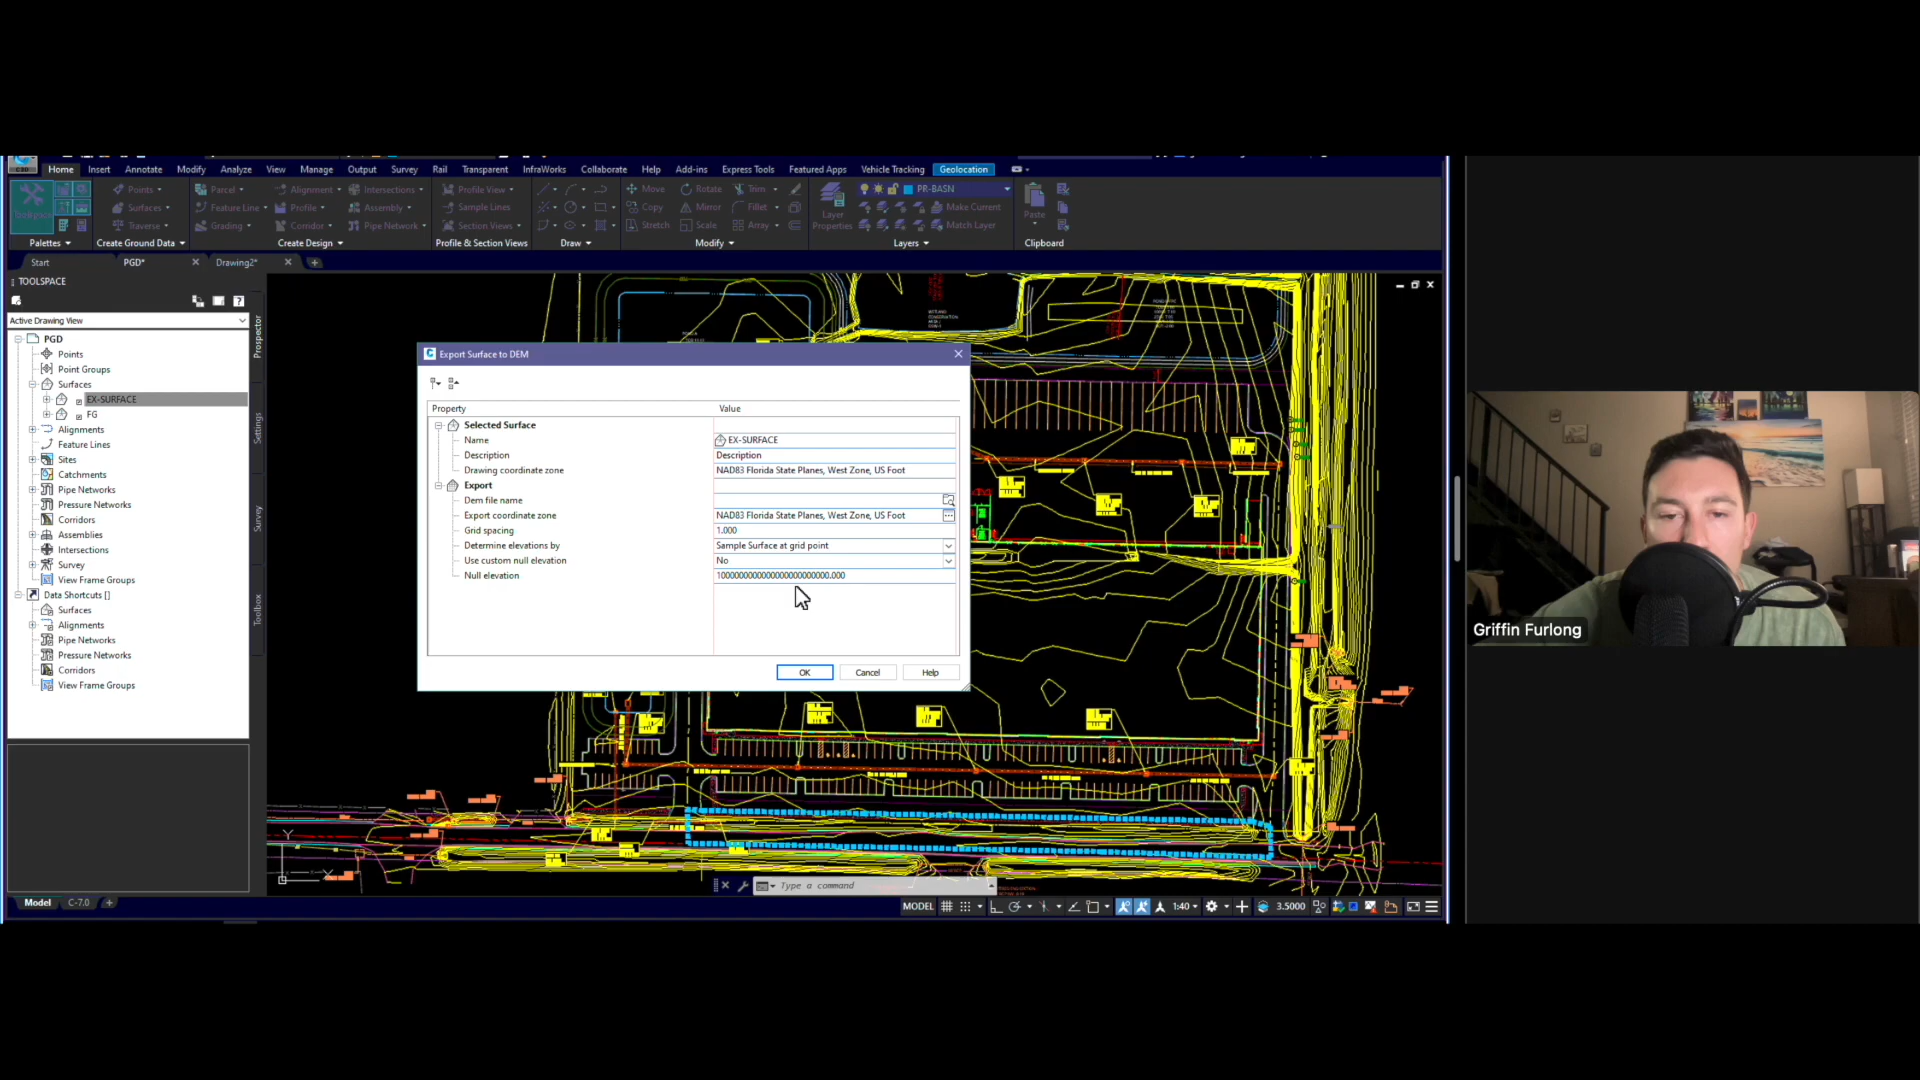 Home Insert Annotate Modify Analyze View Manage Output Survey Rail Transparent InfraWorks Collaborate Help Add-ins Express Tools Featured Apps Vehicle Tracking Geolocation
Points Parcel Alignment Intersections Profile View Move Rotate Trim PR-BASN
Surfaces Feature Line Profile Assembly Sample Lines Copy Mirror Fillet Make Current
Traverse Grading Corridor Pipe Network Section Views Stretch Scale Array Match Layer
Toolspace
Layer
Properties
Paste
Palettes Create Ground Data Create Design Profile & Section Views Draw Modify Layers Clipboard
Start PGD* Drawing2*
TOOLSPACE
Active Drawing View
PGD
Points
Point Groups
Surfaces
EX-SURFACE
FG
Alignments
Feature Lines
Sites
Catchments
Pipe Networks
Pressure Networks
Corridors
Assemblies
Intersections
Survey
View Frame Groups
Data Shortcuts []
Surfaces
Alignments
Pipe Networks
Pressure Networks
Corridors
View Frame Groups
Prospector
Settings
Survey
Toolbox
Export Surface to DEM
Property Value
Selected Surface
Name EX-SURFACE
Description Description
Drawing coordinate zone NAD83 Florida State Planes, West Zone, US Foot
Export
Dem file name
Export coordinate zone NAD83 Florida State Planes, West Zone, US Foot
Grid spacing 1.000
Determine elevations by Sample Surface at grid point
Use custom null elevation No
OK Cancel Help
Null elevation
Y
X
Type a command
Model C-7.0
MODEL 1:40 3.5000
Griffin Furlong